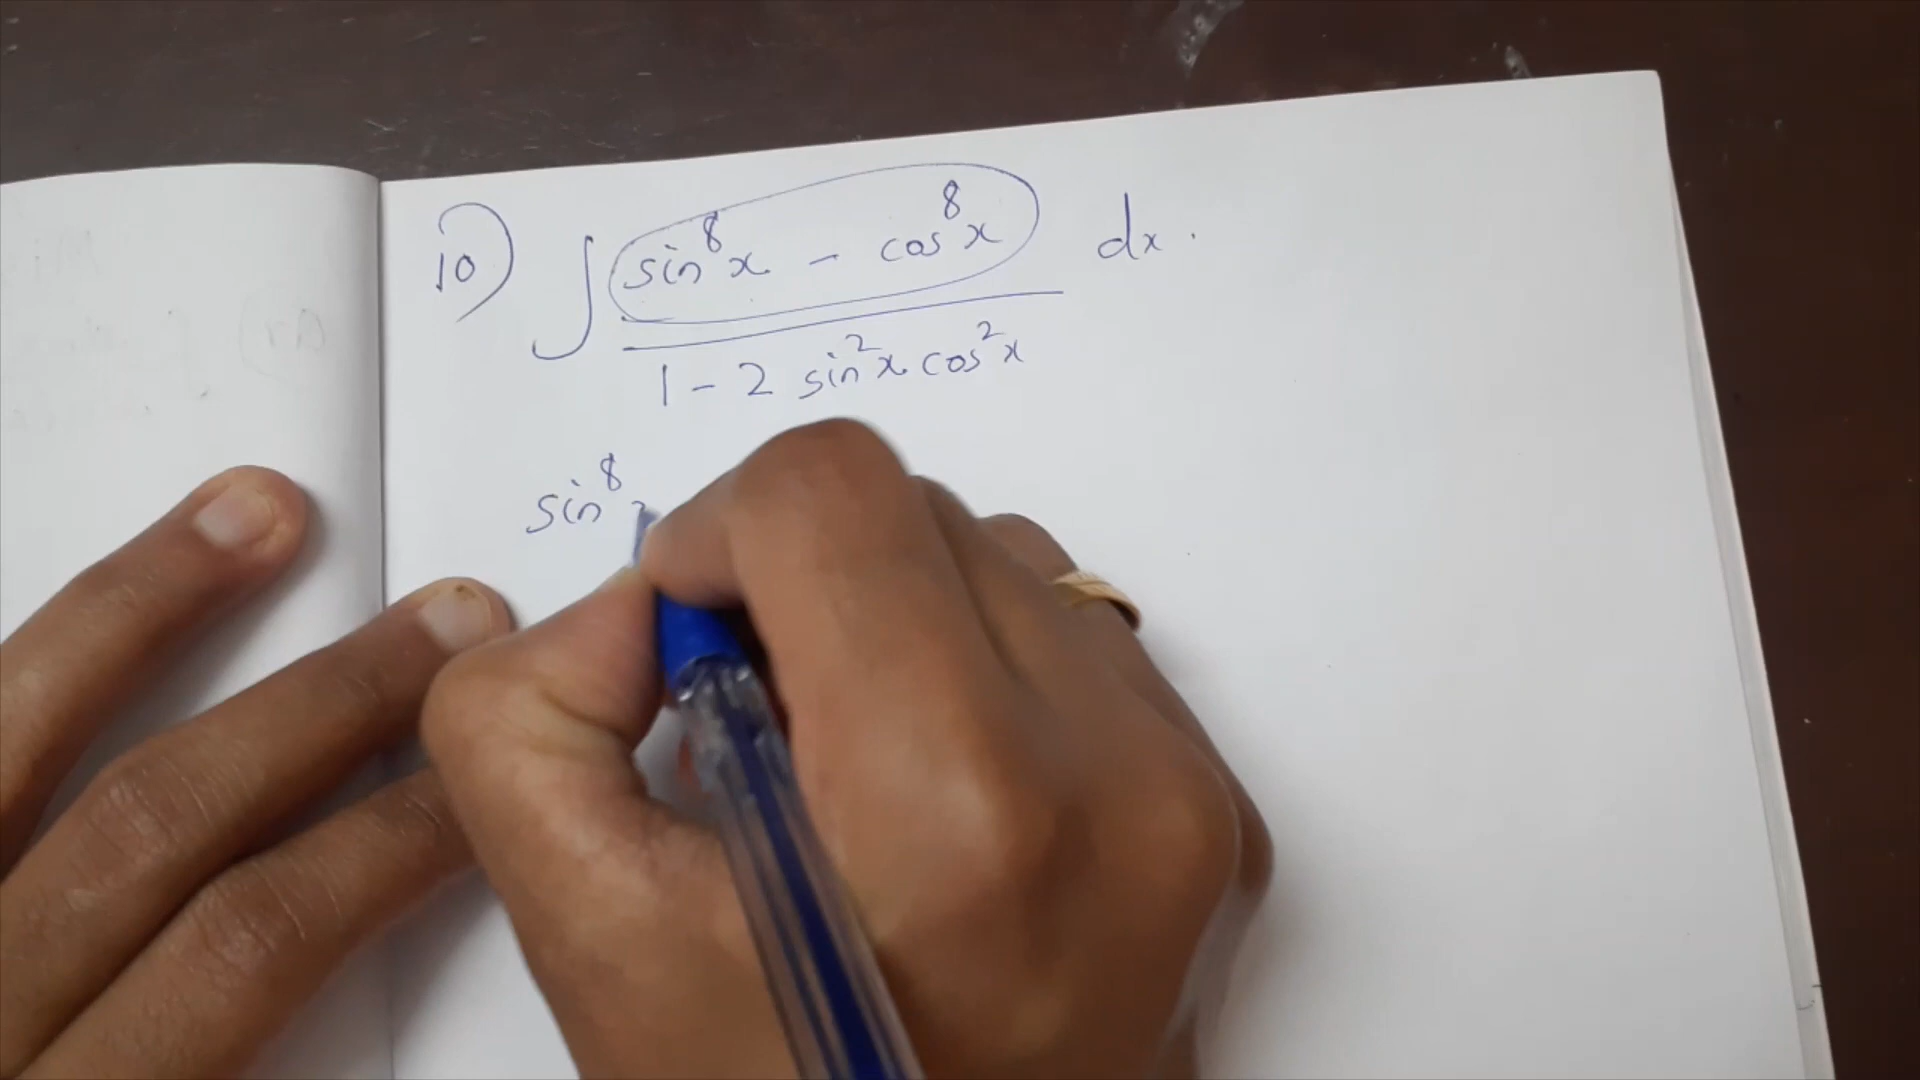 10) ∫ sin⁸x - cos⁸x dx.
1 - 2 sin²x cos²x
sin⁸